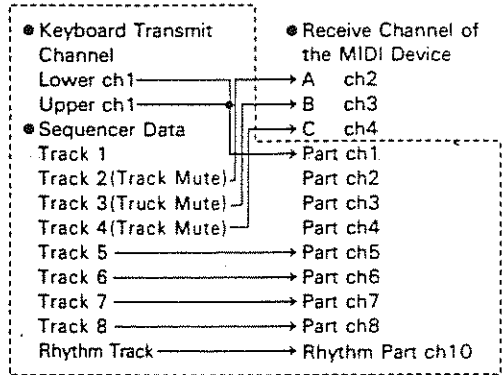 ● Keyboard Transmit
Channel
Lower ch1
Upper ch1
● Sequencer Data
Track 1
Track 2(Track Mute)
Track 3(Truck Mute)
Track 4(Track Mute)
Track 5
Track 6
Track 7
Track 8
Rhythm Track
● Receive Channel of
the MIDI Device
A ch2
B ch3
C ch4
Part ch1
Part ch2
Part ch3
Part ch4
Part ch5
Part ch6
Part ch7
Part ch8
Rhythm Part ch10